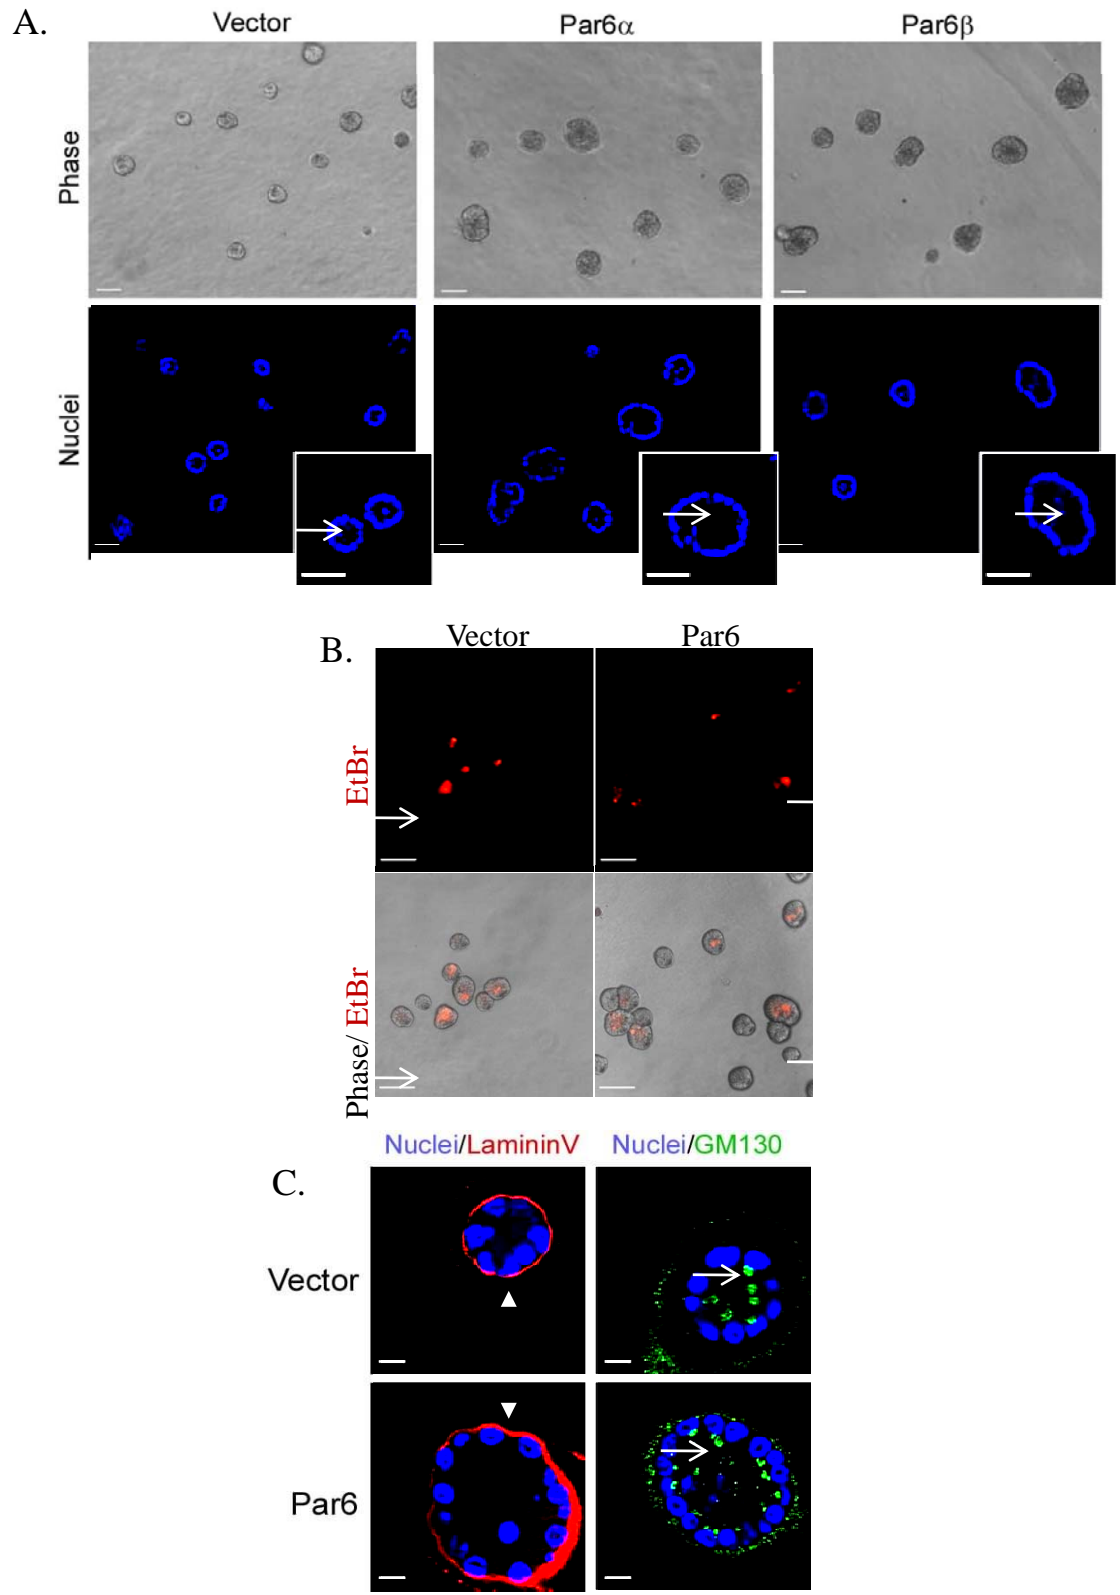 A.
Vector Par6α Par6β
Phase
Nuclei
B.
Vector Par6
EtBr
Phase/ EtBr
Nuclei/LamininV Nuclei/GM130
C.
Vector
Par6